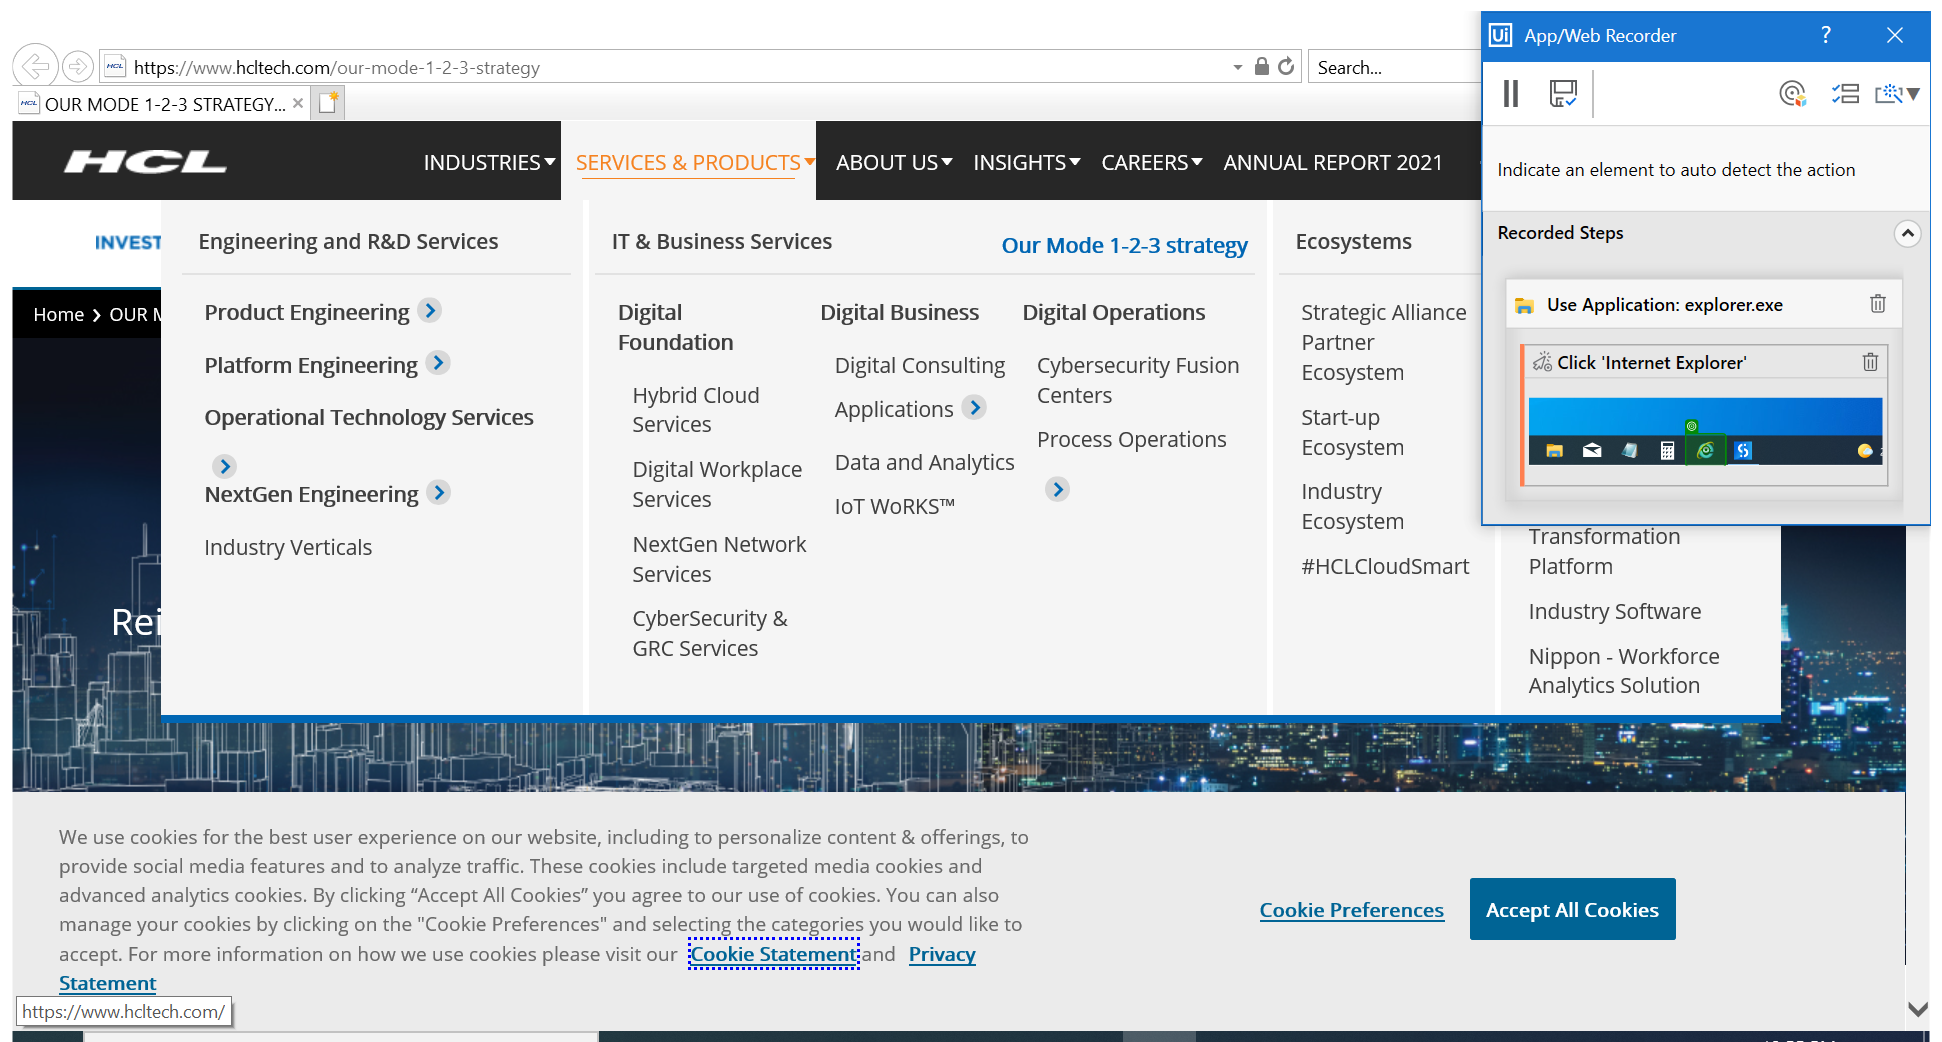 https://www.hcltech.com/our-mode-1-2-3-strategy
Search...
OUR MODE 1-2-3 STRATEGY...
HCL
INDUSTRIES
SERVICES & PRODUCTS
ABOUT US
INSIGHTS
CAREERS
ANNUAL REPORT 2021
INVEST
Home
OUR M
Rei
Engineering and R&D Services
Product Engineering
Platform Engineering
Operational Technology Services
NextGen Engineering
Industry Verticals
IT & Business Services
Our Mode 1-2-3 strategy
Digital
Foundation
Hybrid Cloud
Services
Digital Workplace
Services
NextGen Network
Services
CyberSecurity &
GRC Services
Digital Business
Digital Consulting
Applications
Data and Analytics
IoT WoRKS™
Digital Operations
Cybersecurity Fusion
Centers
Process Operations
Ecosystems
Strategic Alliance
Partner
Ecosystem
Start-up
Ecosystem
Industry
Ecosystem
#HCLCloudSmart
Transformation
Platform
Industry Software
Nippon - Workforce
Analytics Solution
Ui App/Web Recorder
?
Indicate an element to auto detect the action
Recorded Steps
Use Application: explorer.exe
Click 'Internet Explorer'
We use cookies for the best user experience on our website, including to personalize content & offerings, to
provide social media features and to analyze traffic. These cookies include targeted media cookies and
advanced analytics cookies. By clicking “Accept All Cookies” you agree to our use of cookies. You can also
manage your cookies by clicking on the "Cookie Preferences" and selecting the categories you would like to
accept. For more information on how we use cookies please visit our Cookie Statement and Privacy
Statement
Cookie Preferences
Accept All Cookies
https://www.hcltech.com/